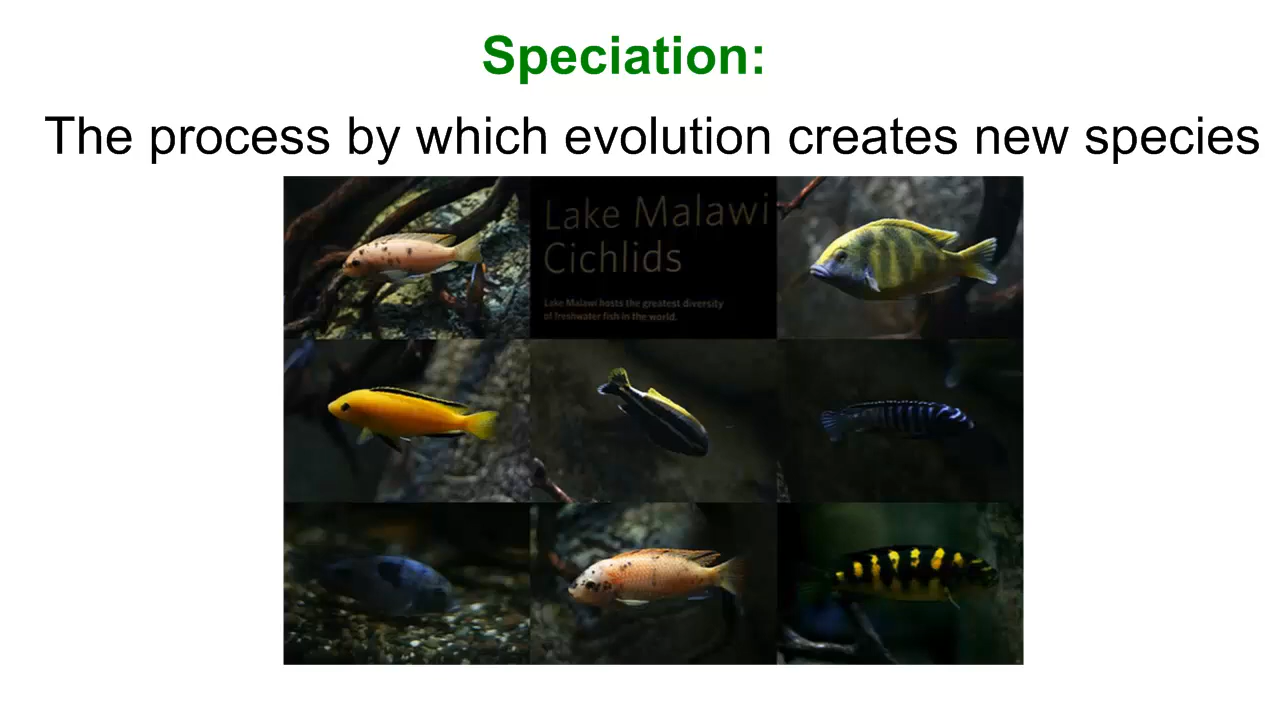 Speciation:
The process by which evolution creates new species
Lake Malawi
Cichlids
Lake Malawi hosts the greatest diversity
of freshwater fish in the world.